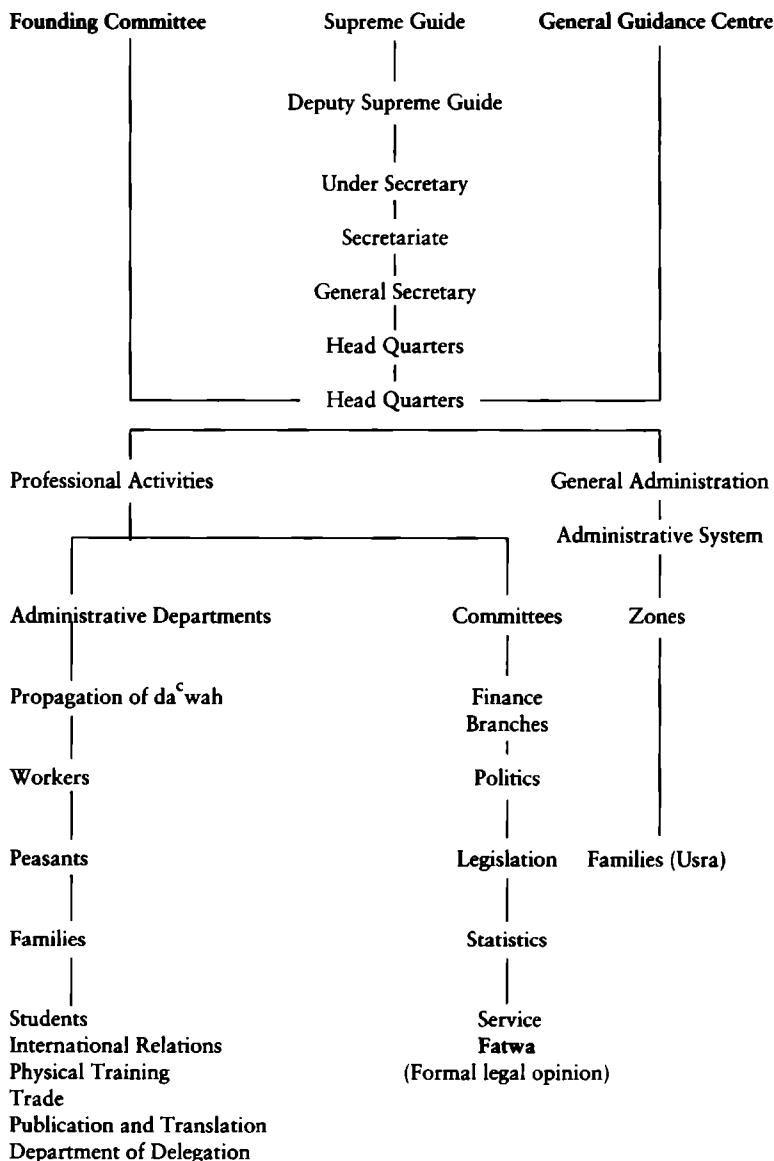 Founding Committee Supreme Guide General Guidance Centre
Deputy Supreme Guide
Under Secretary
Secretariate
General Secretary
Head Quarters
Head Quarters
Professional Activities General Administration
Administrative System
Administrative Departments Committees Zones
Propagation of daᶜwah Finance
Branches
Workers Politics
Peasants Legislation Families (Usra)
Families Statistics
Students Service
International Relations Fatwa
Physical Training (Formal legal opinion)
Trade
Publication and Translation
Department of Delegation